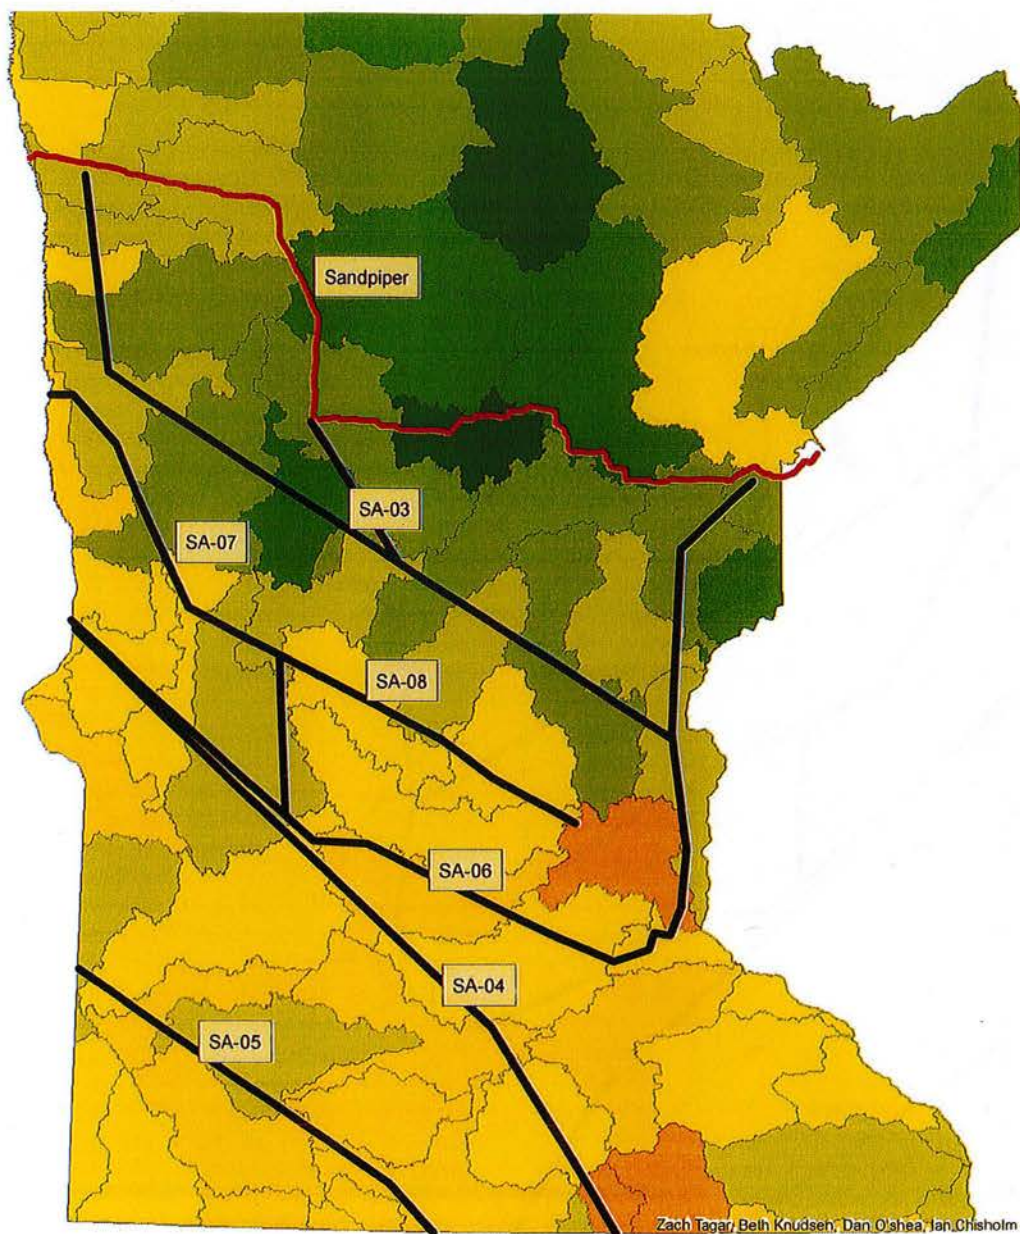 Sandpiper
SA-03
SA-07
SA-08
SA-06
SA-04
SA-05
Zach Tagar, Beth Knudsen, Dan O'shea, Ian Chisholm